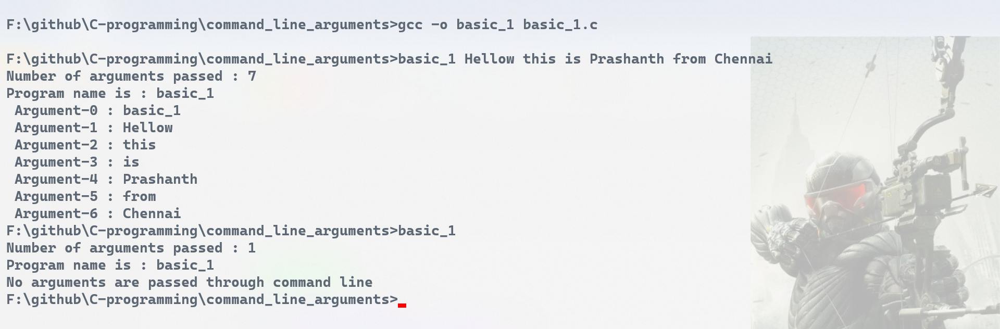 F:\github\C-programming\command_line_arguments>gcc -o basic_1 basic_1.c
F:\github\C-programming\command_line_arguments>basic_1 Hellow this is Prashanth from Chennai
Number of arguments passed : 7
Program name is : basic_1
 Argument-0 : basic_1
 Argument-1 : Hellow
 Argument-2 : this
 Argument-3 : is
 Argument-4 : Prashanth
 Argument-5 : from
 Argument-6 : Chennai
F:\github\C-programming\command_line_arguments>basic_1
Number of arguments passed : 1
Program name is : basic_1
No arguments are passed through command line
F:\github\C-programming\command_line_arguments>